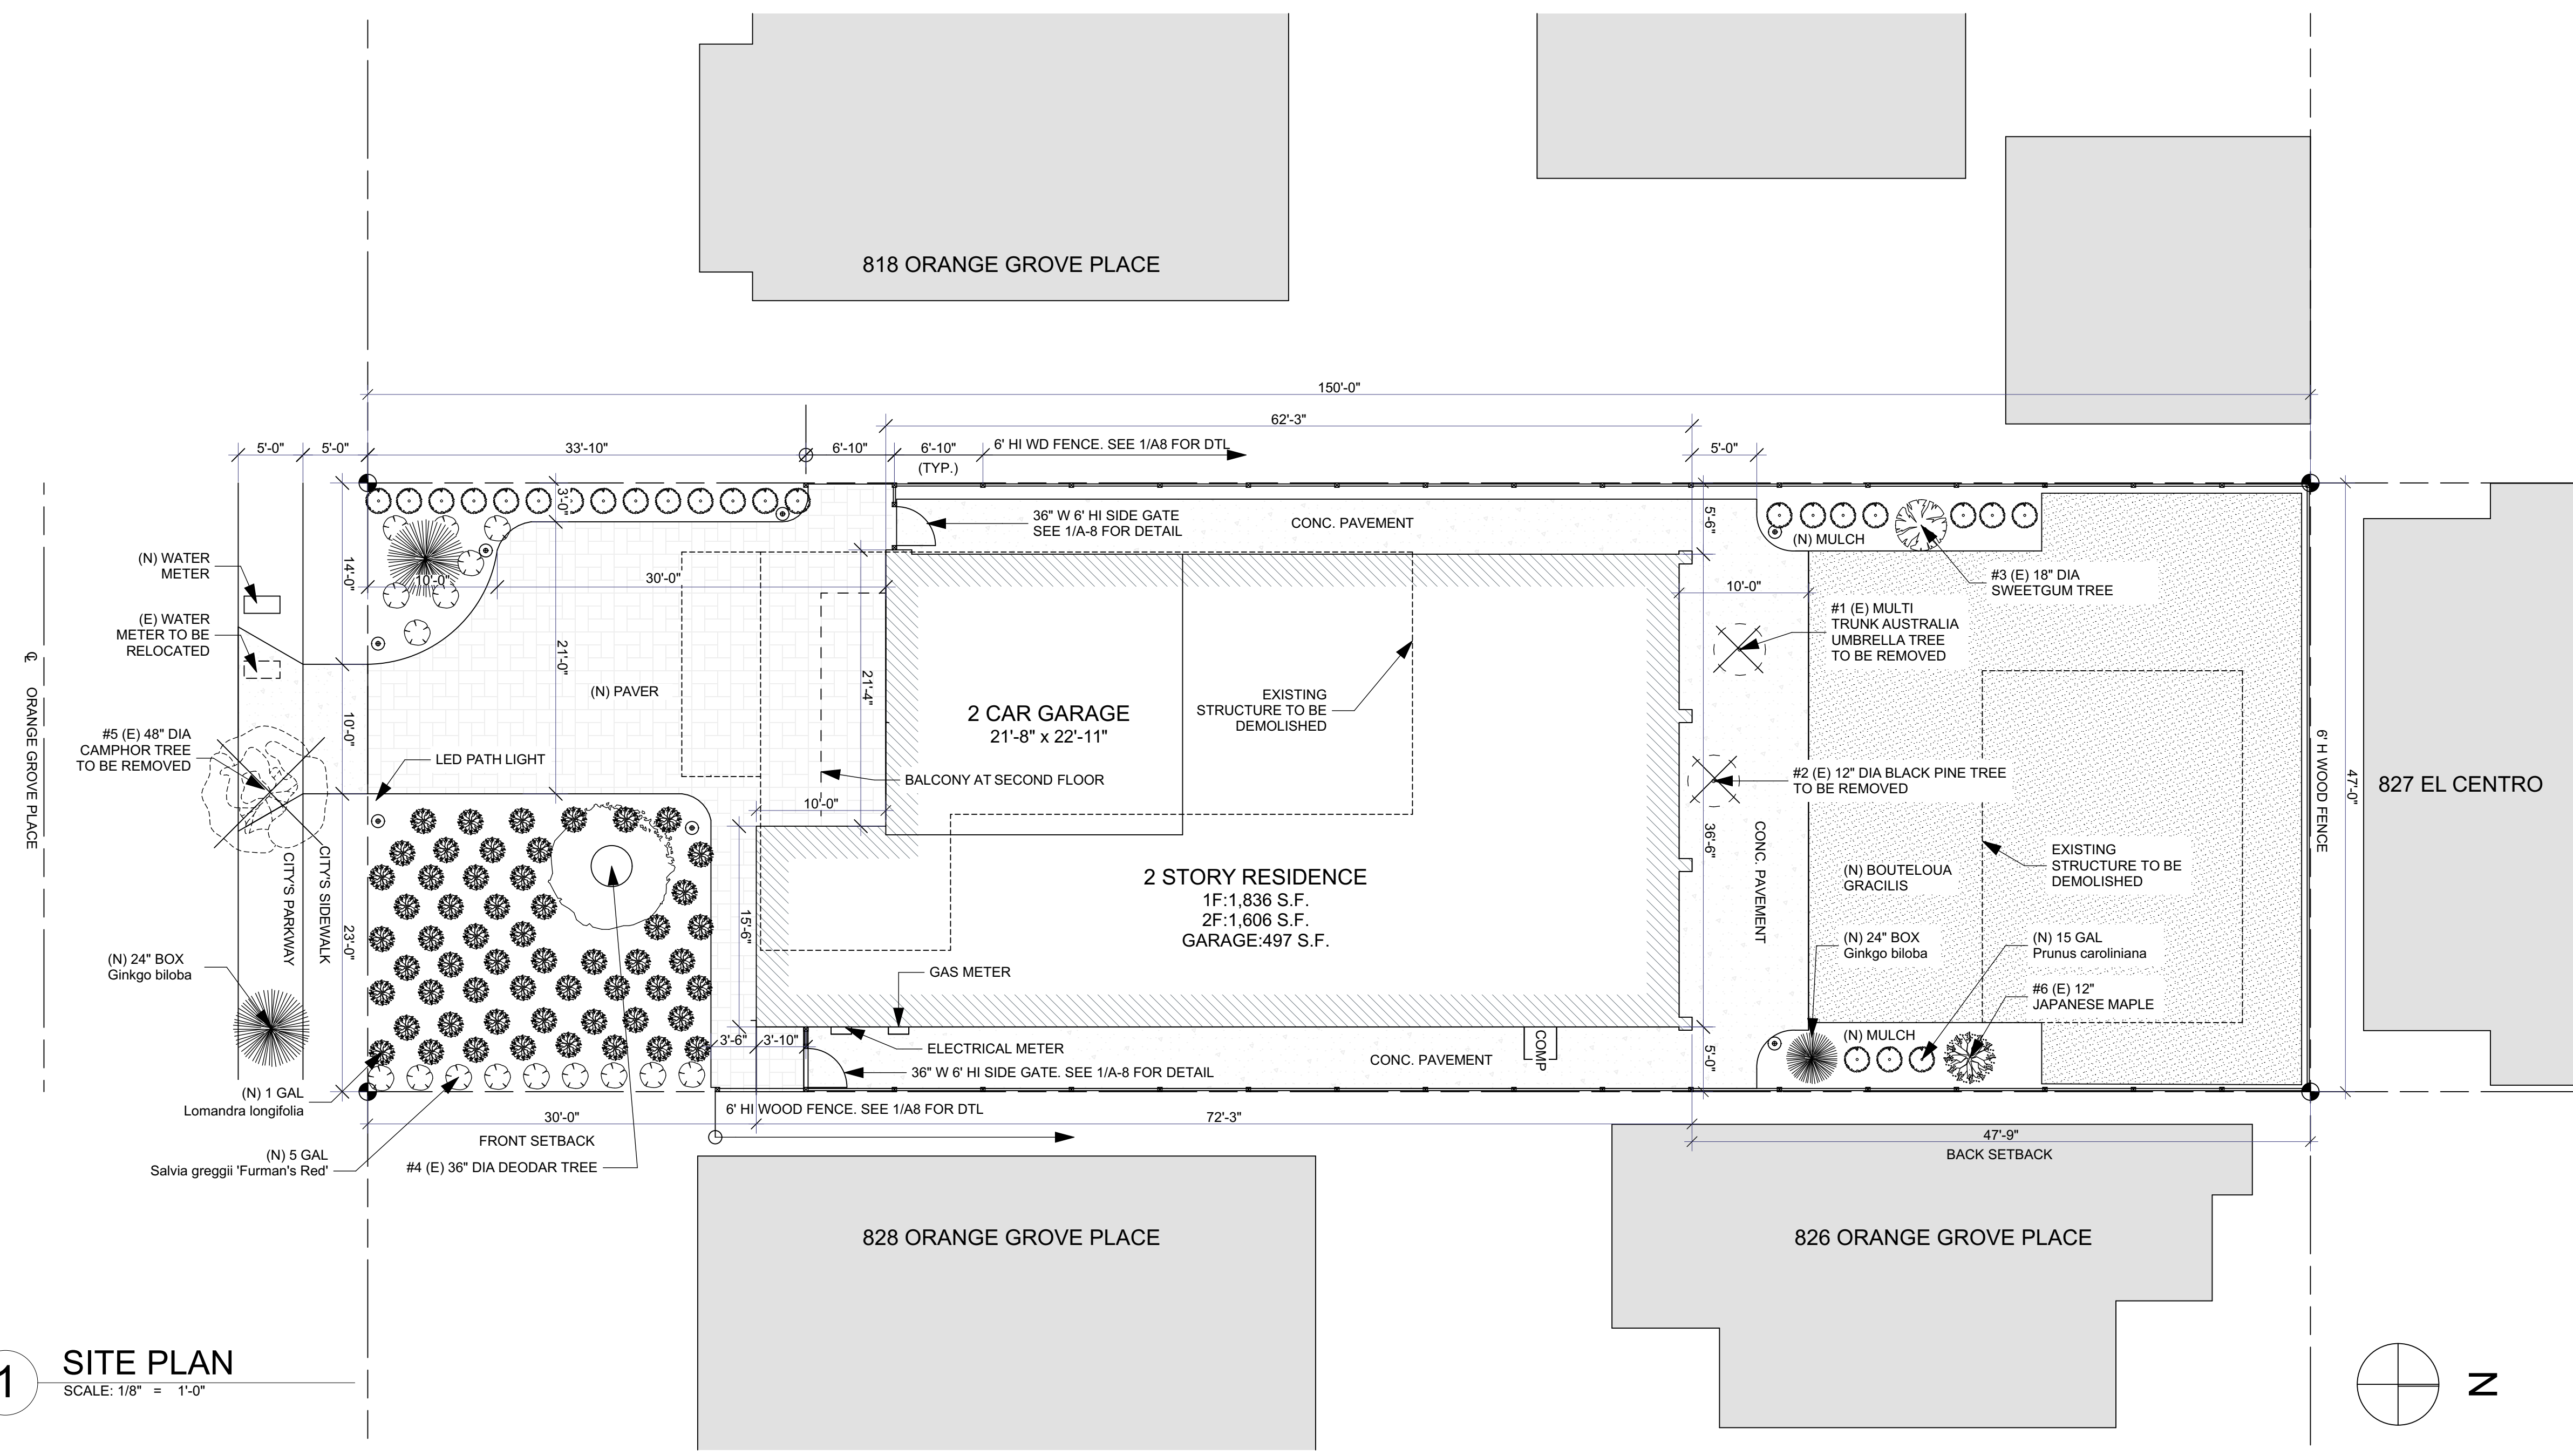 818 ORANGE GROVE PLACE
150'-0"
62'-3"
5'-0"
5'-0"
33'-10"
6'-10"
6'-10"
(TYP.)
6' HI WD FENCE. SEE 1/A8 FOR DTL
5'-0"
3'-0"
36" W 6' HI SIDE GATE
SEE 1/A-8 FOR DETAIL
CONC. PAVEMENT
5'-6"
(N) MULCH
(N) WATER
METER
14'-0"
10'-0"
30'-0"
10'-0"
#3 (E) 18" DIA
SWEETGUM TREE
(E) WATER
METER TO BE
RELOCATED
#1 (E) MULTI
TRUNK AUSTRALIA
UMBRELLA TREE
TO BE REMOVED
℄ ORANGE GROVE PLACE
21'-0"
21'-4"
(N) PAVER
EXISTING
STRUCTURE TO BE
DEMOLISHED
2 CAR GARAGE
21'-8" x 22'-11"
10'-0"
#5 (E) 48" DIA
CAMPHOR TREE
TO BE REMOVED
LED PATH LIGHT
BALCONY AT SECOND FLOOR
#2 (E) 12" DIA BLACK PINE TREE
TO BE REMOVED
6' H WOOD FENCE
47'-0"
827 EL CENTRO
10'-0"
36'-6"
CONC. PAVEMENT
EXISTING
STRUCTURE TO BE
DEMOLISHED
(N) BOUTELOUA
GRACILIS
CITY'S PARKWAY
CITY'S SIDEWALK
23'-0"
15'-6"
2 STORY RESIDENCE
1F:1,836 S.F.
2F:1,606 S.F.
GARAGE:497 S.F.
(N) 24" BOX
Ginkgo biloba
(N) 24" BOX
Ginkgo biloba
(N) 15 GAL
Prunus caroliniana
GAS METER
#6 (E) 12"
JAPANESE MAPLE
3'-6"
3'-10"
ELECTRICAL METER
CONC. PAVEMENT
COMP
5'-0"
(N) MULCH
36" W 6' HI SIDE GATE. SEE 1/A-8 FOR DETAIL
(N) 1 GAL
Lomandra longifolia
6' HI WOOD FENCE. SEE 1/A8 FOR DTL
30'-0"
72'-3"
FRONT SETBACK
47'-9"
BACK SETBACK
(N) 5 GAL
Salvia greggii 'Furman's Red'
#4 (E) 36" DIA DEODAR TREE
828 ORANGE GROVE PLACE
826 ORANGE GROVE PLACE
1
SITE PLAN
SCALE: 1/8" = 1'-0"
N